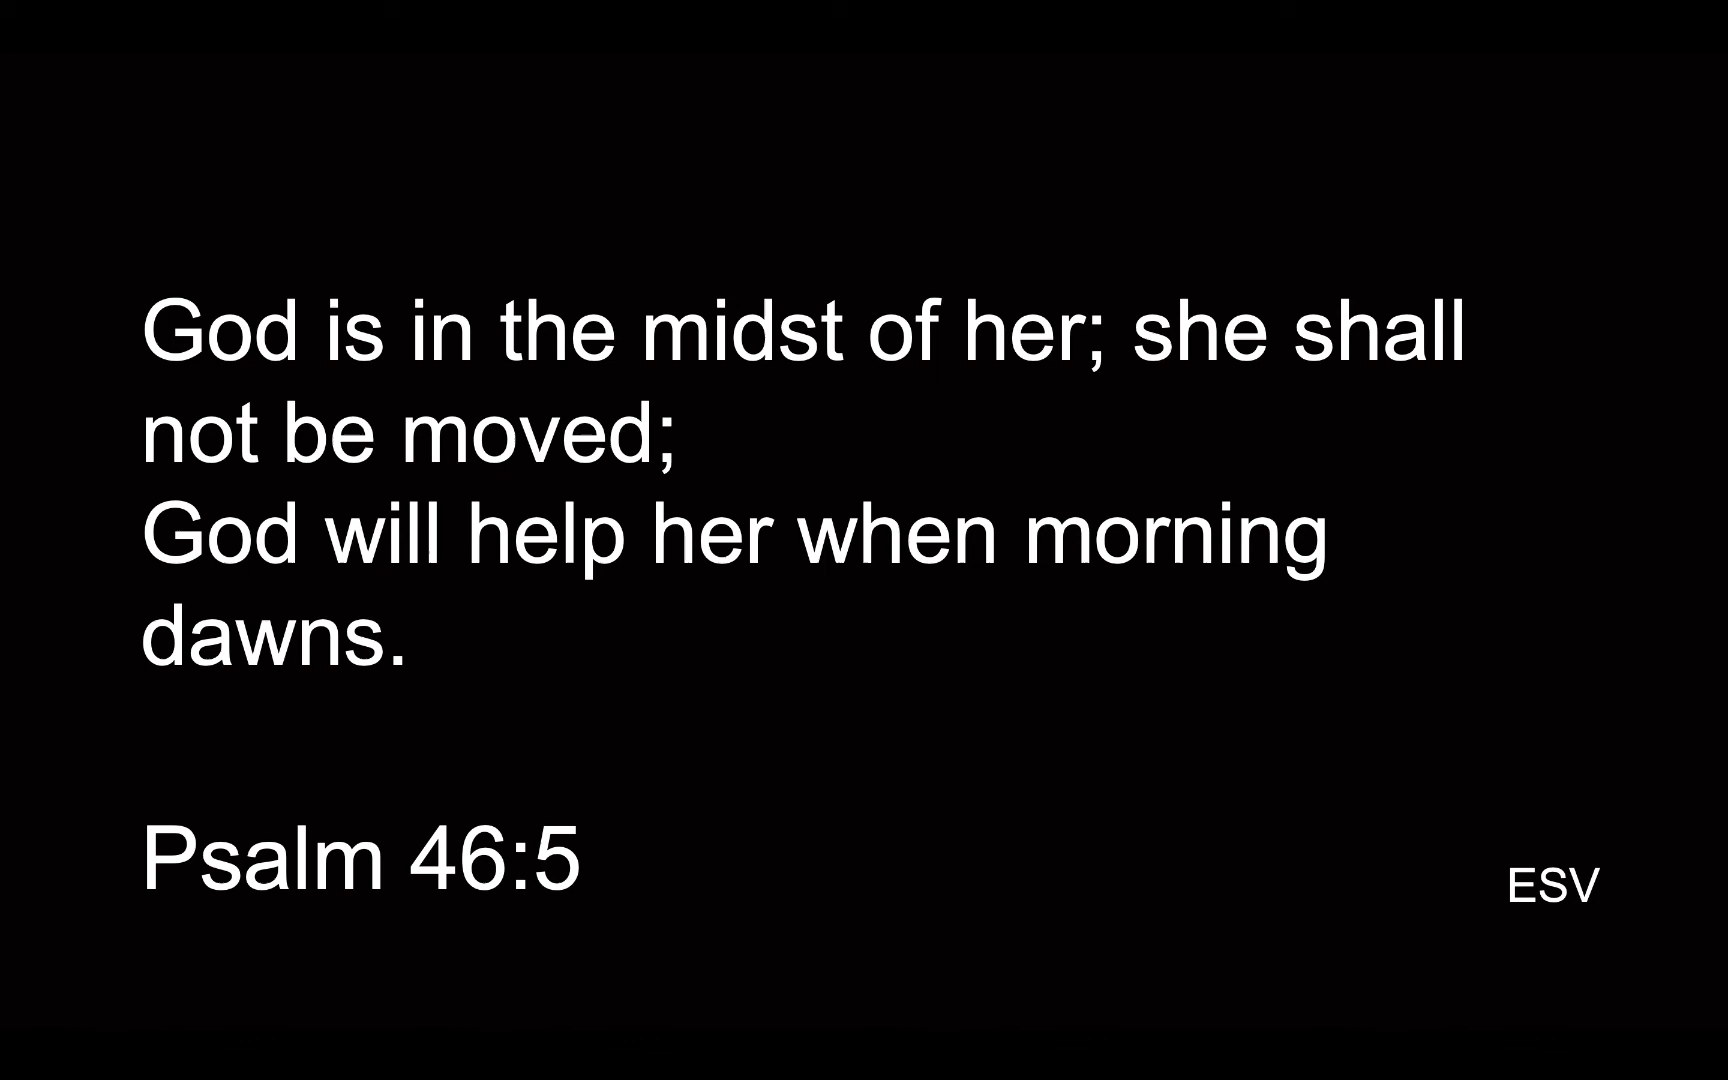 God is in the midst of her; she shall
not be moved;
God will help her when morning
dawns.
Psalm 46:5
ESV